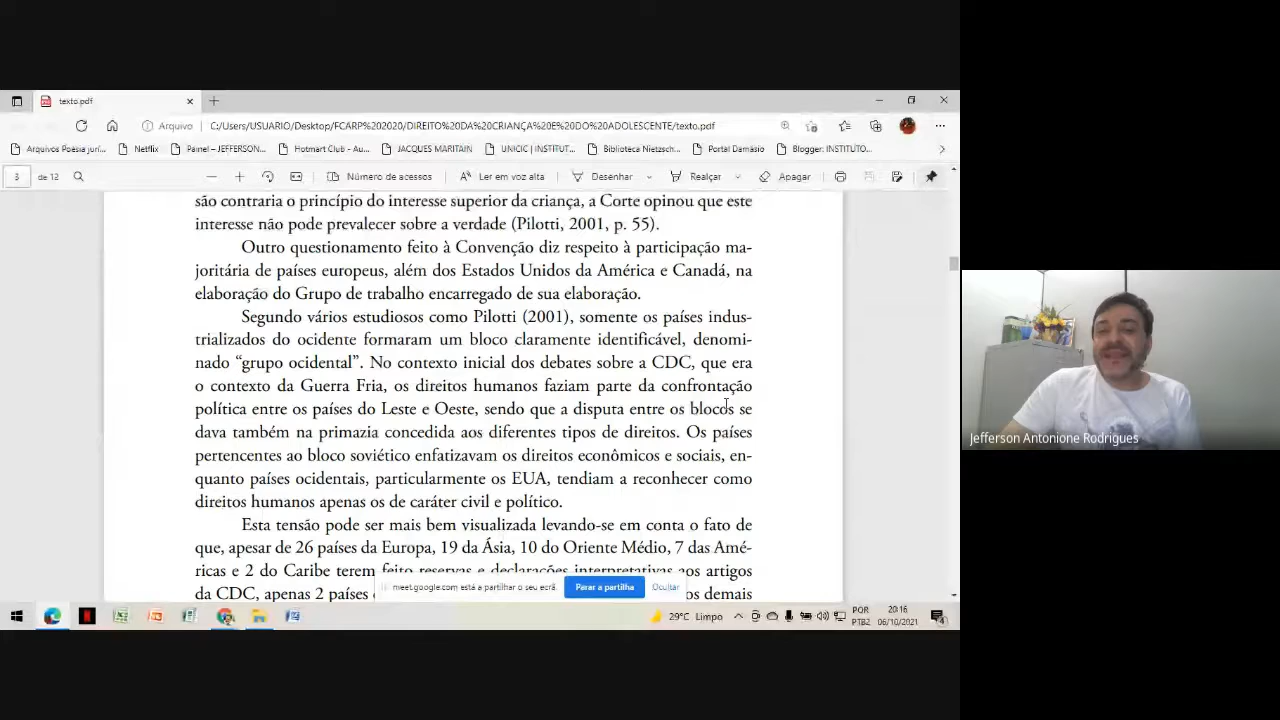 texto.pdf
Arquivo
C:/Users/USUARIO/Desktop/FCARP%202020/DIREITO%20DA%20CRIANÇA%20E%20DO%20ADOLESCENTE/texto.pdf
Arquivos Poesia jurí...
Netflix
Painel – JEFFERSON...
Hotmart Club - Au...
JACQUES MARITAIN
UNICIC | INSTITUT...
Biblioteca Nietzsch...
Portal Damásio
Blogger: INSTITUTO...
3 de 12
Número de acessos
Ler em voz alta
Desenhar
Realçar
Apagar
são contraria o princípio do interesse superior da criança, a Corte opinou que este
interesse não pode prevalecer sobre a verdade (Pilotti, 2001, p. 55).
Outro questionamento feito à Convenção diz respeito à participação ma-
joritária de países europeus, além dos Estados Unidos da América e Canadá, na
elaboração do Grupo de trabalho encarregado de sua elaboração.
Segundo vários estudiosos como Pilotti (2001), somente os países indus-
trializados do ocidente formaram um bloco claramente identificável, denomi-
nado “grupo ocidental”. No contexto inicial dos debates sobre a CDC, que era
o contexto da Guerra Fria, os direitos humanos faziam parte da confrontação
política entre os países do Leste e Oeste, sendo que a disputa entre os blocos se
dava também na primazia concedida aos diferentes tipos de direitos. Os países
pertencentes ao bloco soviético enfatizavam os direitos econômicos e sociais, en-
quanto países ocidentais, particularmente os EUA, tendiam a reconhecer como
direitos humanos apenas os de caráter civil e político.
Esta tensão pode ser mais bem visualizada levando-se em conta o fato de
que, apesar de 26 países da Europa, 19 da Ásia, 10 do Oriente Médio, 7 das Amé-
ricas e 2 do Caribe terem feito reservas e declarações interpretativas aos artigos
da CDC, apenas 2 países os demais
meet.google.com está a partilhar o seu ecrã.
Parar a partilha
Ocultar
29°C Limpo
POR
PTB2
20:16
06/10/2021
Jefferson Antonione Rodrigues